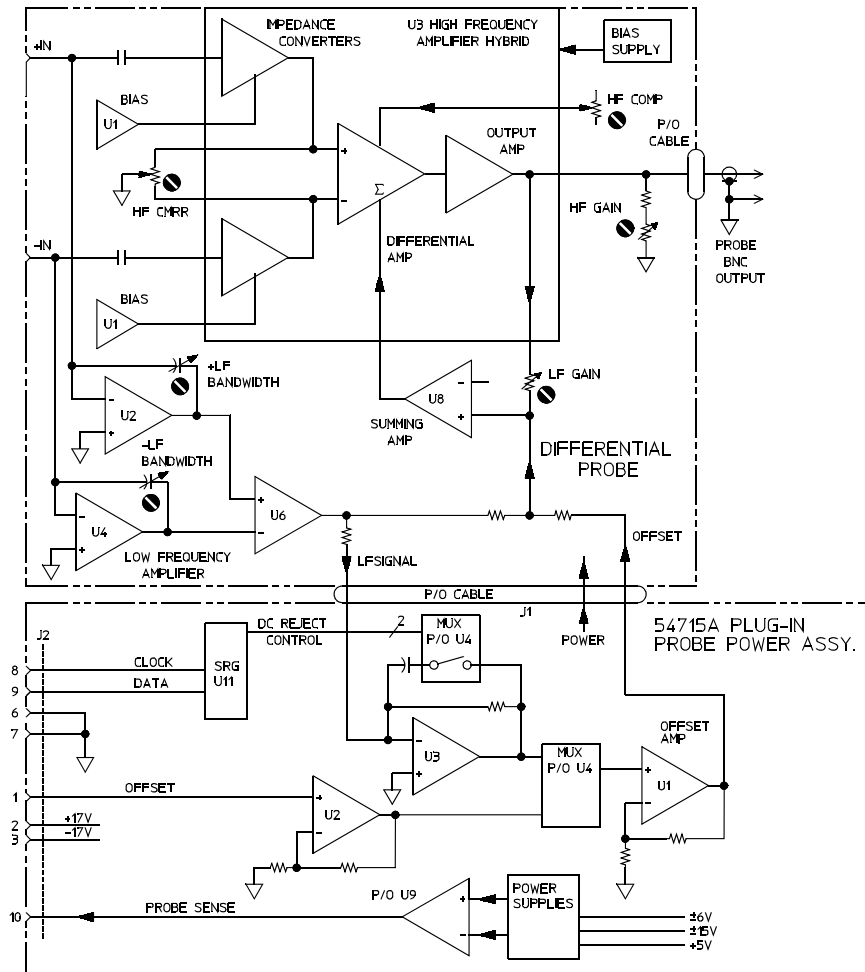 IMPEDANCE
CONVERTERS
U3 HIGH FREQUENCY
AMPLIFIER HYBRID
BIAS
SUPPLY
+IN
BIAS
U1
HF COMP
P/O
CABLE
OUTPUT
AMP
+
-
Σ
HF CMRR
HF GAIN
PROBE
BNC
OUTPUT
-IN
DIFFERENTIAL
AMP
BIAS
U1
+LF
BANDWIDTH
-
U2
+
-
U8
+
LF GAIN
SUMMING
AMP
DIFFERENTIAL
PROBE
-LF
BANDWIDTH
-
U4
+
+
U6
-
LOW FREQUENCY
AMPLIFIER
LFSIGNAL
OFFSET
P/O CABLE
J1
POWER
54715A PLUG-IN
PROBE POWER ASSY.
J2
DC REJECT
CONTROL
2
MUX
P/O U4
8
CLOCK
SRG
U11
9
DATA
6
7
-
U3
+
MUX
P/O U4
OFFSET
AMP
+
U1
-
1
OFFSET
+
U2
-
2
+17V
3
-17V
P/O U9
+
-
POWER
SUPPLIES
10
PROBE SENSE
±6V
±15V
+5V